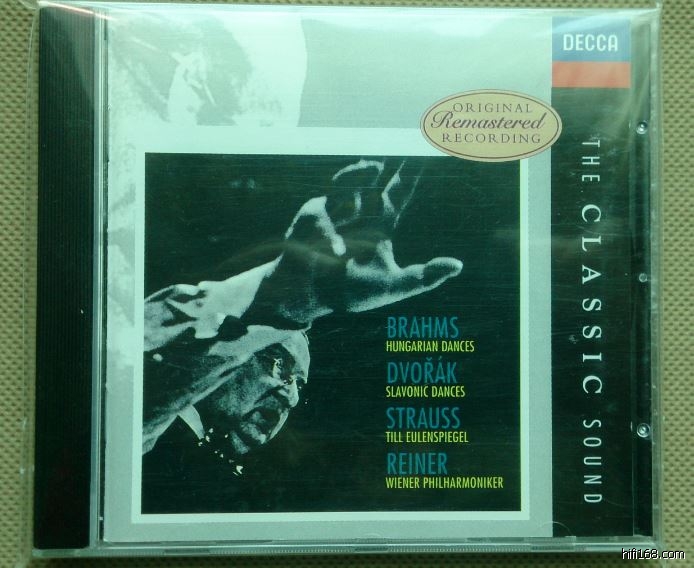 DECCA
ORIGINAL
Remastered
RECORDING
THE CLASSIC SOUND
BRAHMS
HUNGARIAN DANCES
DVOŘÁK
SLAVONIC DANCES
STRAUSS
TILL EULENSPIEGEL
REINER
WIENER PHILHARMONIKER
hifi168.com